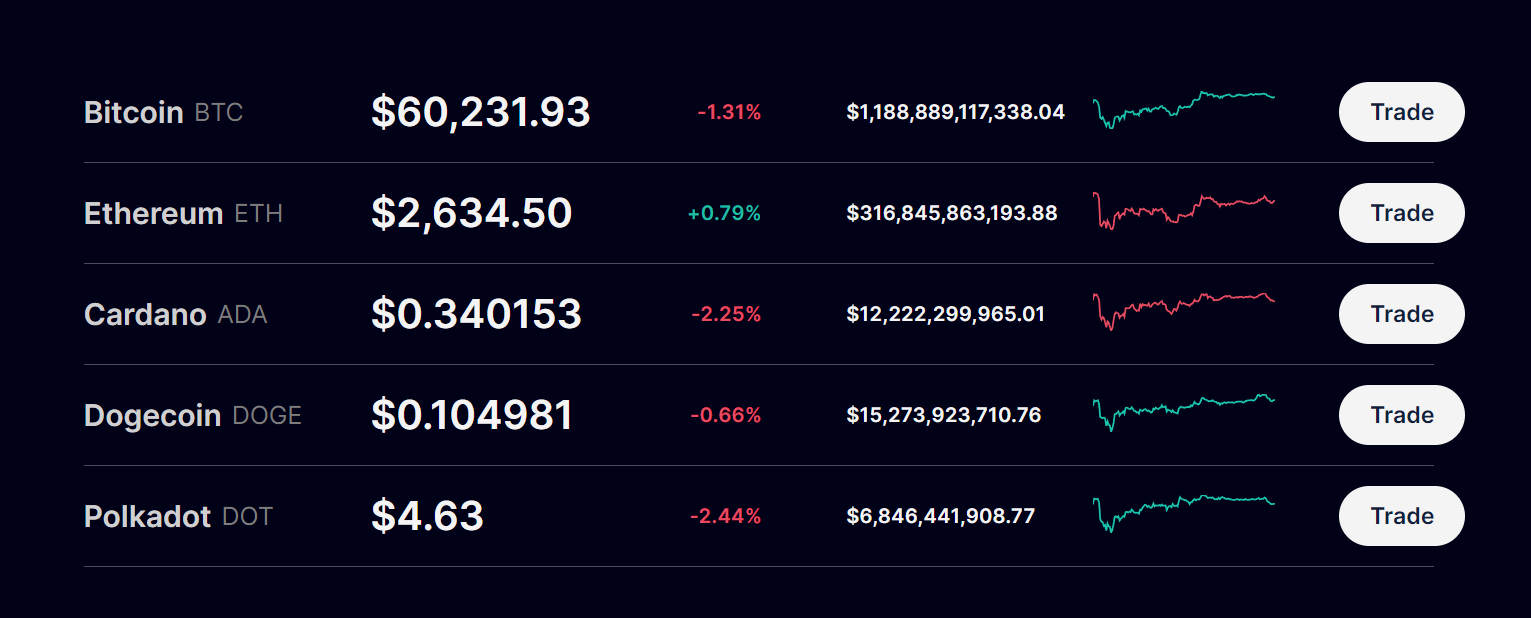 Bitcoin BTC $60,231.93 -1.31% $1,188,889,117,338.04 Trade
Ethereum ETH $2,634.50 +0.79% $316,845,863,193.88 Trade
Cardano ADA $0.340153 -2.25% $12,222,299,965.01 Trade
Dogecoin DOGE $0.104981 -0.66% $15,273,923,710.76 Trade
Polkadot DOT $4.63 -2.44% $6,846,441,908.77 Trade